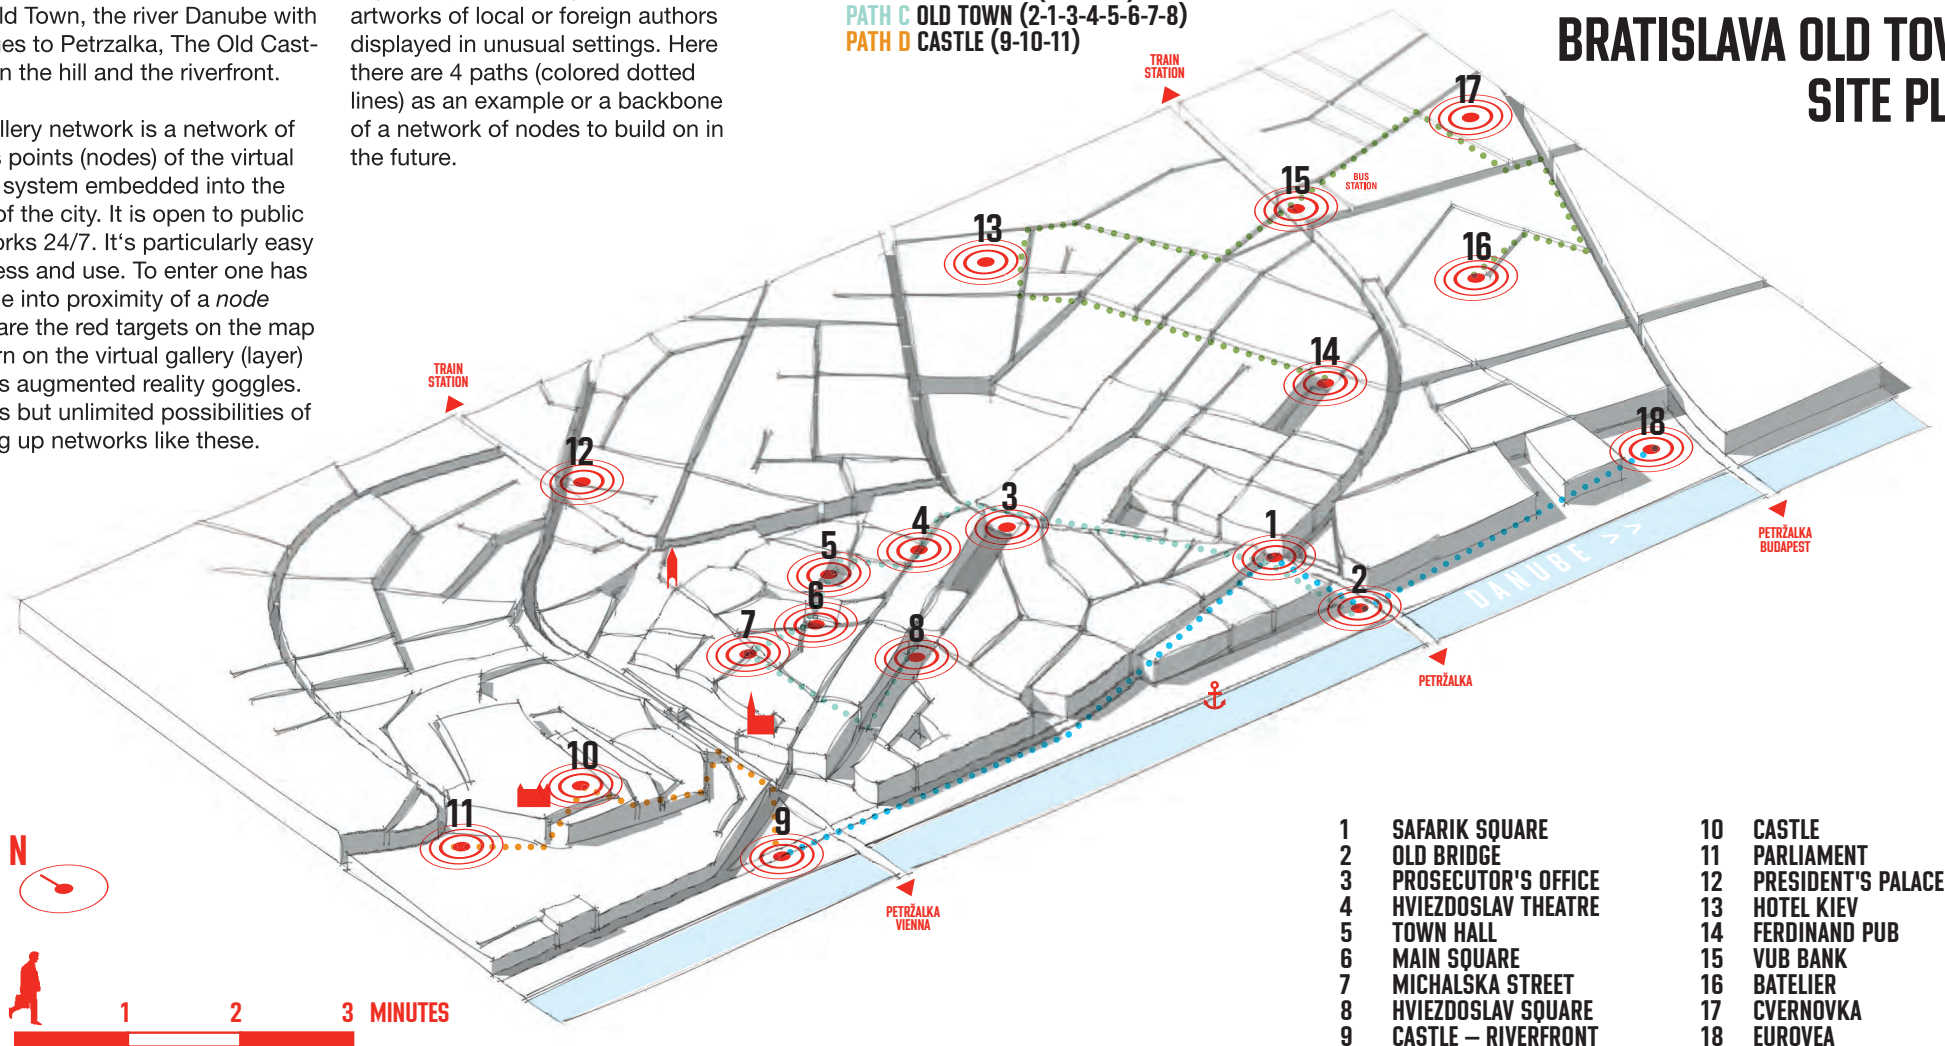 ld Town, the river Danube with
es to Petrzalka, The Old Cast-
n the hill and the riverfront.
llery network is a network of
s points (nodes) of the virtual
system embedded into the
of the city. It is open to public
orks 24/7. It's particularly easy
ess and use. To enter one has
e into proximity of a node
are the red targets on the map
rn on the virtual gallery (layer)
s augmented reality goggles.
s but unlimited possibilities of
g up networks like these.
artworks of local or foreign authors
displayed in unusual settings. Here
there are 4 paths (colored dotted
lines) as an example or a backbone
of a network of nodes to build on in
the future.
PATH C OLD TOWN (2-1-3-4-5-6-7-8)
PATH D CASTLE (9-10-11)
BRATISLAVA OLD TOW
SITE PL
TRAIN
STATION
17
15
BUS
STATION
13
16
14
TRAIN
STATION
18
12
3
4
1
5
PETRŽALKA
BUDAPEST
DANUBE >>
2
6
7
8
PETRŽALKA
10
11
9
N
PETRŽALKA
VIENNA
1 2 3 MINUTES
1 SAFARIK SQUARE
2 OLD BRIDGE
3 PROSECUTOR'S OFFICE
4 HVIEZDOSLAV THEATRE
5 TOWN HALL
6 MAIN SQUARE
7 MICHALSKA STREET
8 HVIEZDOSLAV SQUARE
9 CASTLE – RIVERFRONT
10 CASTLE
11 PARLIAMENT
12 PRESIDENT'S PALACE
13 HOTEL KIEV
14 FERDINAND PUB
15 VUB BANK
16 BATELIER
17 CVERNOVKA
18 EUROVEA